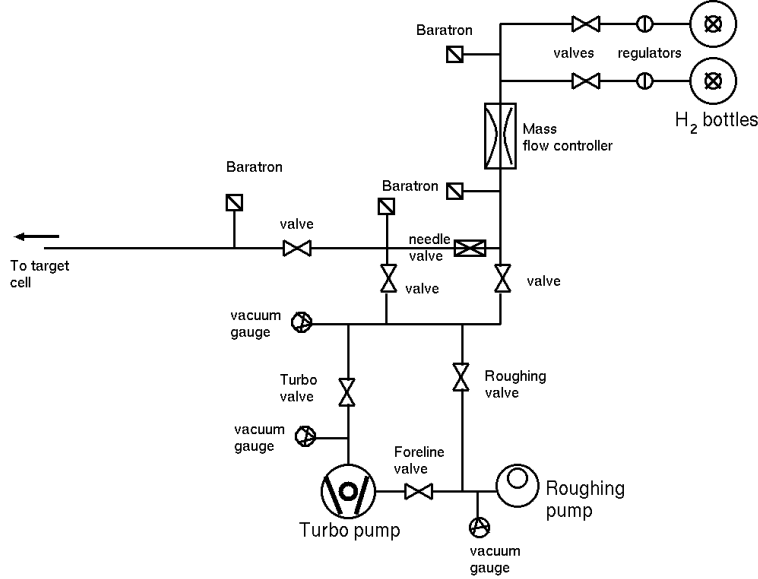 Baratron
valves
regulators
H2 bottles
Mass
flow controller
Baratron
Baratron
valve
needle
valve
To target
cell
valve
valve
vacuum
gauge
Turbo
valve
Roughing
valve
vacuum
gauge
Foreline
valve
Roughing
pump
Turbo pump
vacuum
gauge